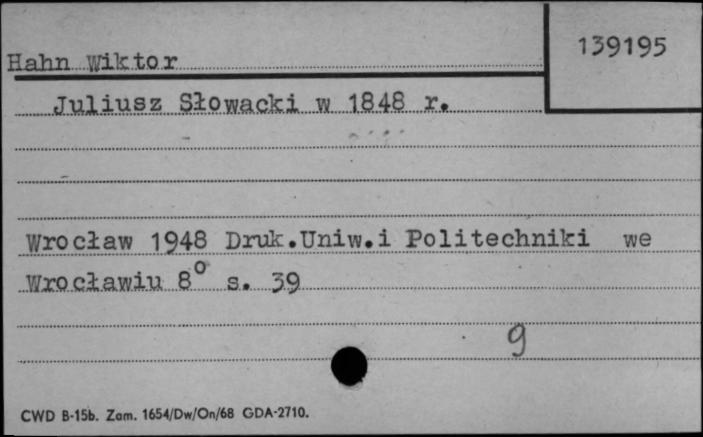 139195
Hahn Wiktor
Juliusz Słowacki w 1848 r.
Wrocław 1948 Druk.Uniw.i Politechniki we
Wrocławiu 8° s. 39
9
CWD B-15b. Zam. 1654/Dw/On/68 GDA-2710.